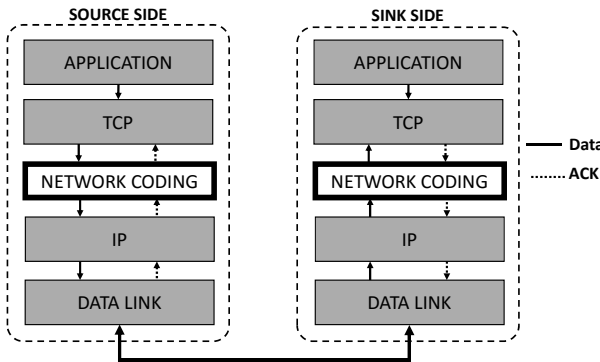 SOURCE SIDE
APPLICATION
TCP
NETWORK CODING
IP
DATA LINK
SINK SIDE
APPLICATION
TCP
NETWORK CODING
IP
DATA LINK
Data
ACK